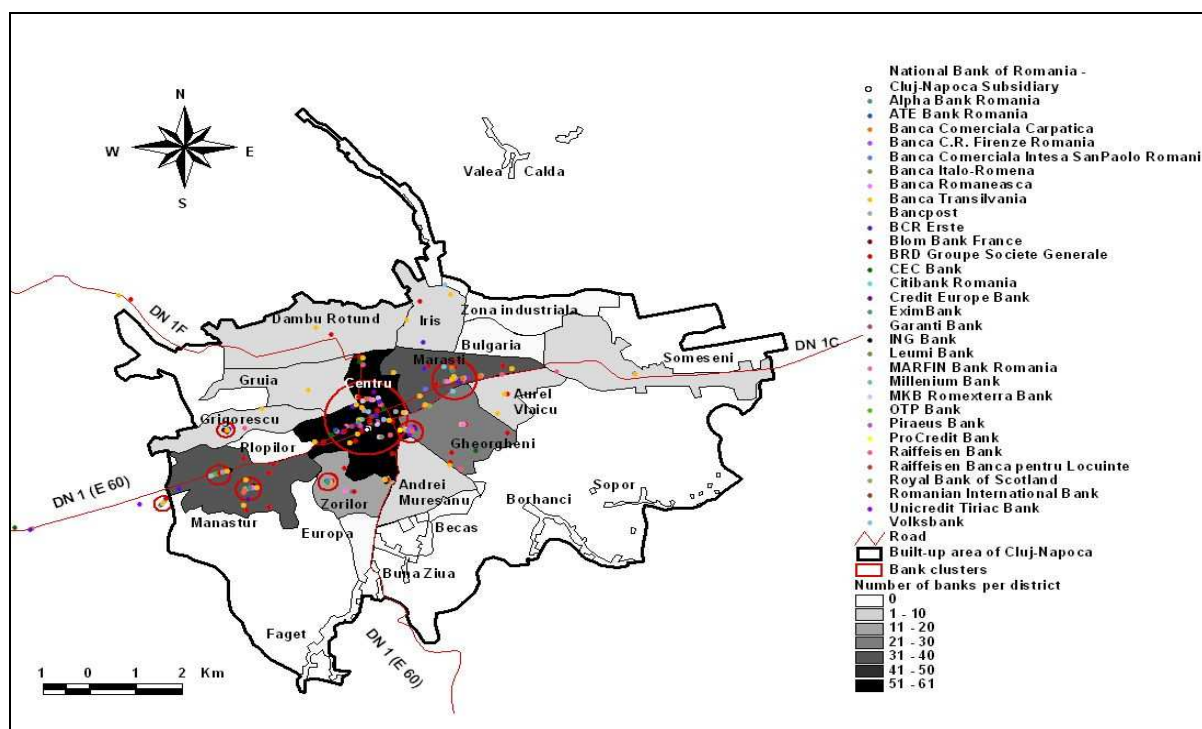 N
W
E
S
Valea Calda
DN 1F
Dambu Rotund
Iris
Zona industriala
Bulgaria
Marasti
Someseni
DN 1C
Gruia
Centru
Aurel
Vlaicu
Grigorescu
Plopilor
Gheorgheni
DN 1 (E 60)
Manastur
Zorilor
Andrei
Muresanu
Europa
Becas
Borhanci
Sopor
Buna Ziua
Faget
DN 1 (E 60)
1 0 1 2 Km
National Bank of Romania -
Cluj-Napoca Subsidiary
Alpha Bank Romania
ATE Bank Romania
Banca Comerciala Carpatica
Banca C.R. Firenze Romania
Banca Comerciala Intesa SanPaolo Romani
Banca Italo-Romena
Banca Romaneasca
Banca Transilvania
Bancpost
BCR Erste
Blom Bank France
BRD Groupe Societe Generale
CEC Bank
Citibank Romania
Credit Europe Bank
EximBank
Garanti Bank
ING Bank
Leumi Bank
MARFIN Bank Romania
Millenium Bank
MKB Romexterra Bank
OTP Bank
Piraeus Bank
ProCredit Bank
Raiffeisen Bank
Raiffeisen Banca pentru Locuinte
Royal Bank of Scotland
Romanian International Bank
Unicredit Tiriac Bank
Volksbank
Road
Built-up area of Cluj-Napoca
Bank clusters
Number of banks per district
0
1 - 10
11 - 20
21 - 30
31 - 40
41 - 50
51 - 61